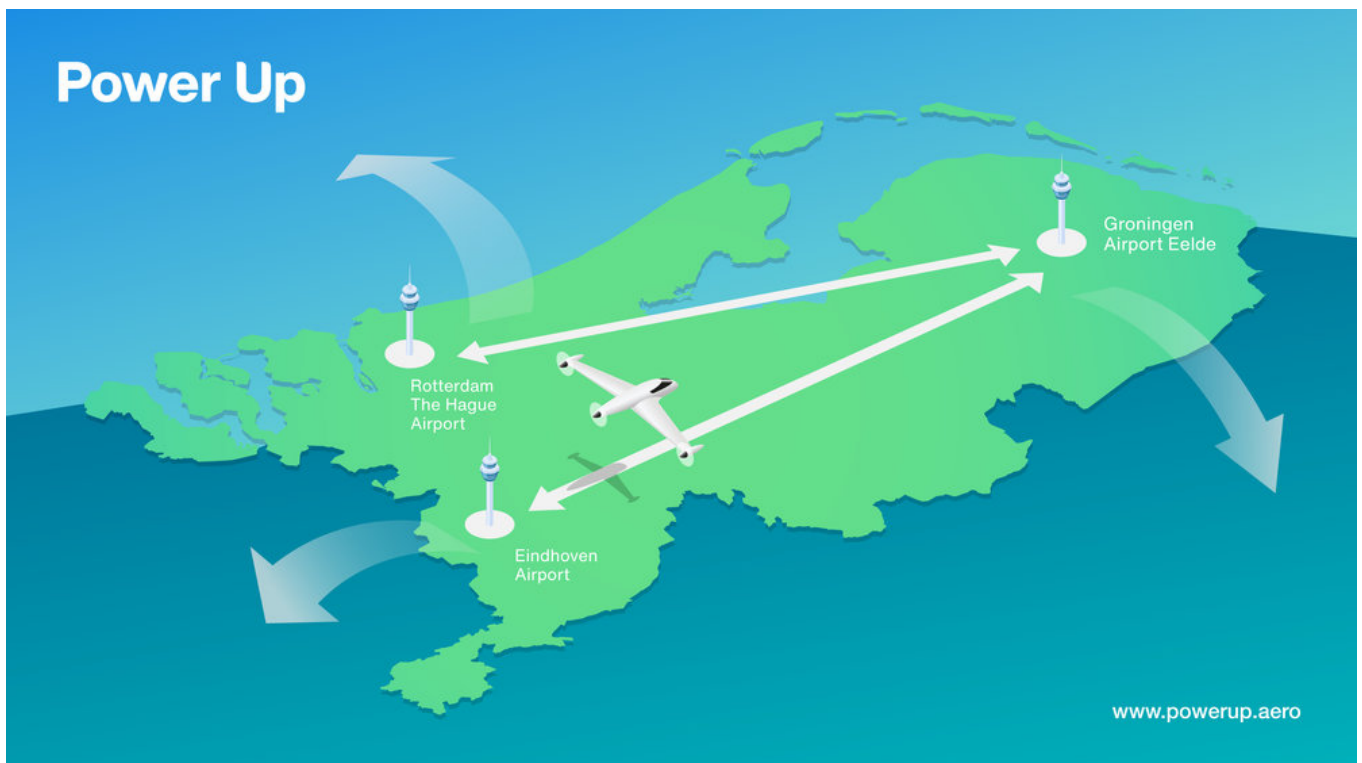 Power Up
Groningen
Airport Eelde
Rotterdam
The Hague
Airport
Eindhoven
Airport
www.powerup.aero